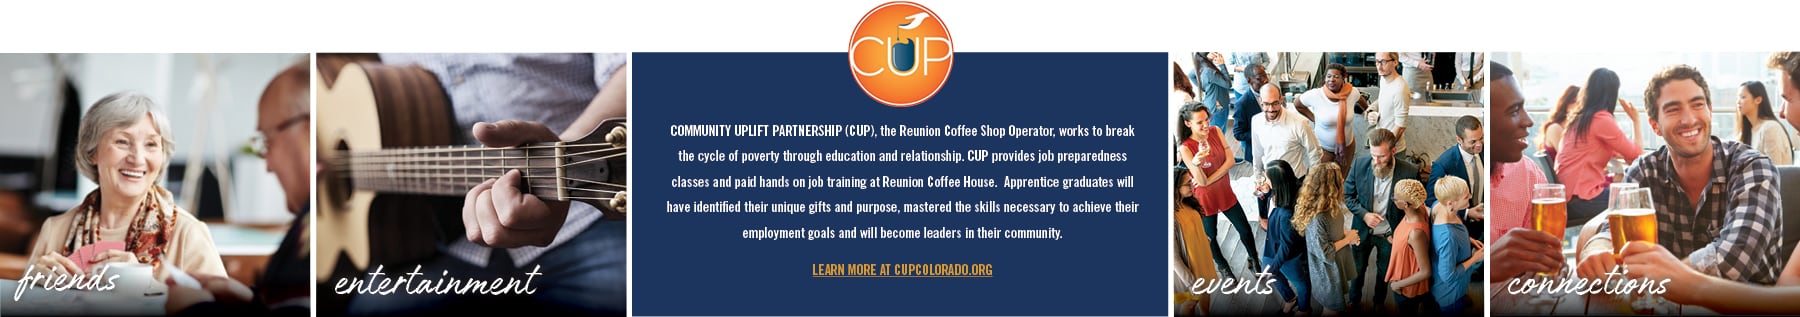 CUP
COMMUNITY UPLIFT PARTNERSHIP (CUP), the Reunion Coffee Shop Operator, works to break
the cycle of poverty through education and relationship. CUP provides job preparedness
classes and paid hands on job training at Reunion Coffee House. Apprentice graduates will
have identified their unique gifts and purpose, mastered the skills necessary to achieve their
employment goals and will become leaders in their community.
LEARN MORE AT CUPCOLORADO.ORG
friends
entertainment
events
connections